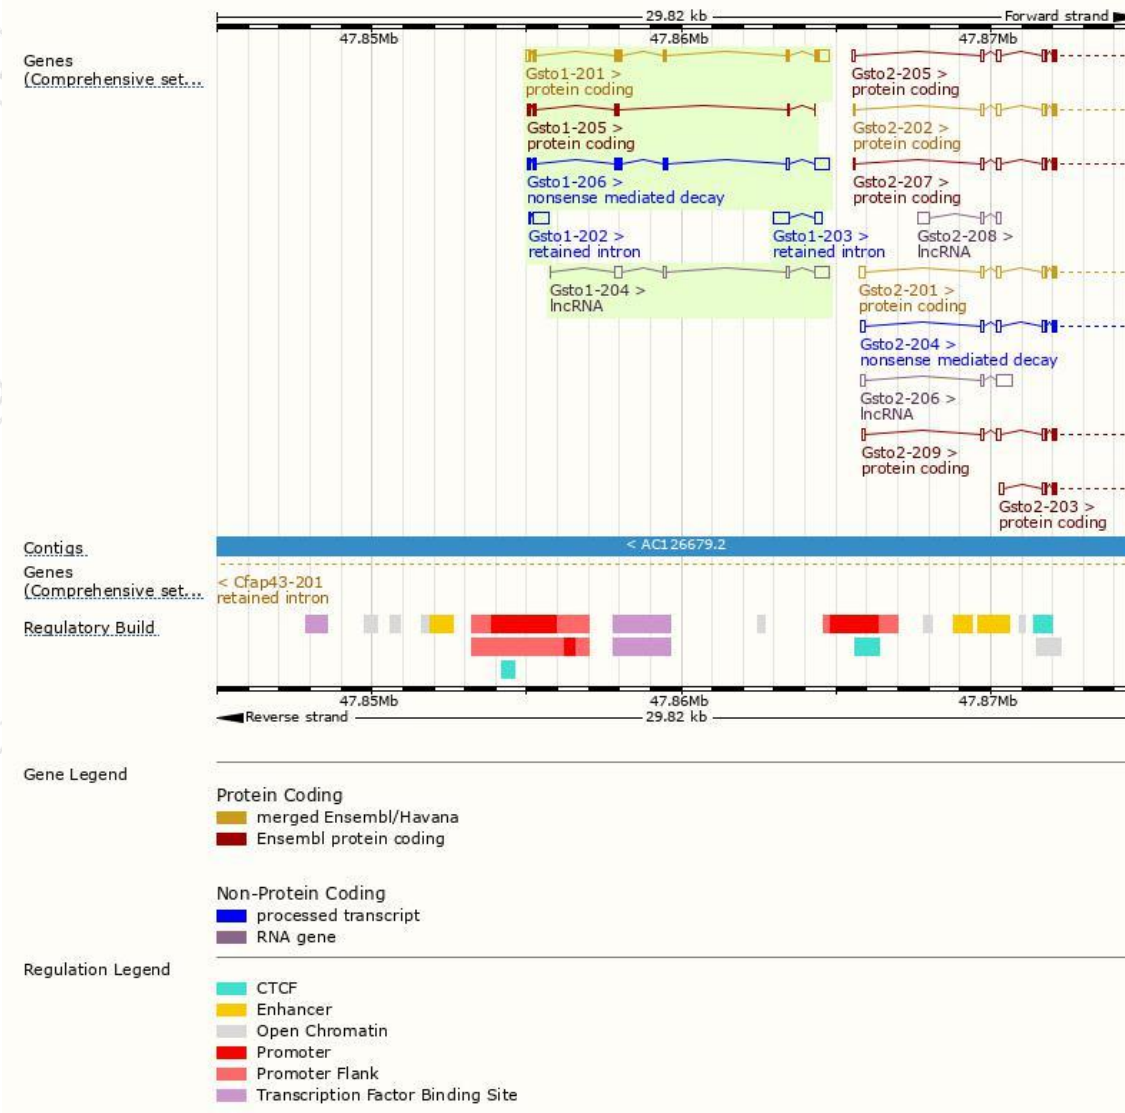 29.82 kb Forward strand
47.85Mb 47.86Mb 47.87Mb
Genes
(Comprehensive set...
Gsto1-201 >
protein coding
Gsto2-205 >
protein coding
Gsto1-205 >
protein coding
Gsto2-202 >
protein coding
Gsto1-206 >
nonsense mediated decay
Gsto2-207 >
protein coding
Gsto1-202 >
retained intron
Gsto1-203 >
retained intron
Gsto2-208 >
lncRNA
Gsto1-204 >
lncRNA
Gsto2-201 >
protein coding
Gsto2-204 >
nonsense mediated decay
Gsto2-206 >
lncRNA
Gsto2-209 >
protein coding
Gsto2-203 >
protein coding
Contigs
< AC126679.2
Genes
(Comprehensive set...
< Cfap43-201
retained intron
Regulatory Build
47.85Mb 47.86Mb 47.87Mb
Reverse strand 29.82 kb
Gene Legend
Protein Coding
merged Ensembl/Havana
Ensembl protein coding
Non-Protein Coding
processed transcript
RNA gene
Regulation Legend
CTCF
Enhancer
Open Chromatin
Promoter
Promoter Flank
Transcription Factor Binding Site